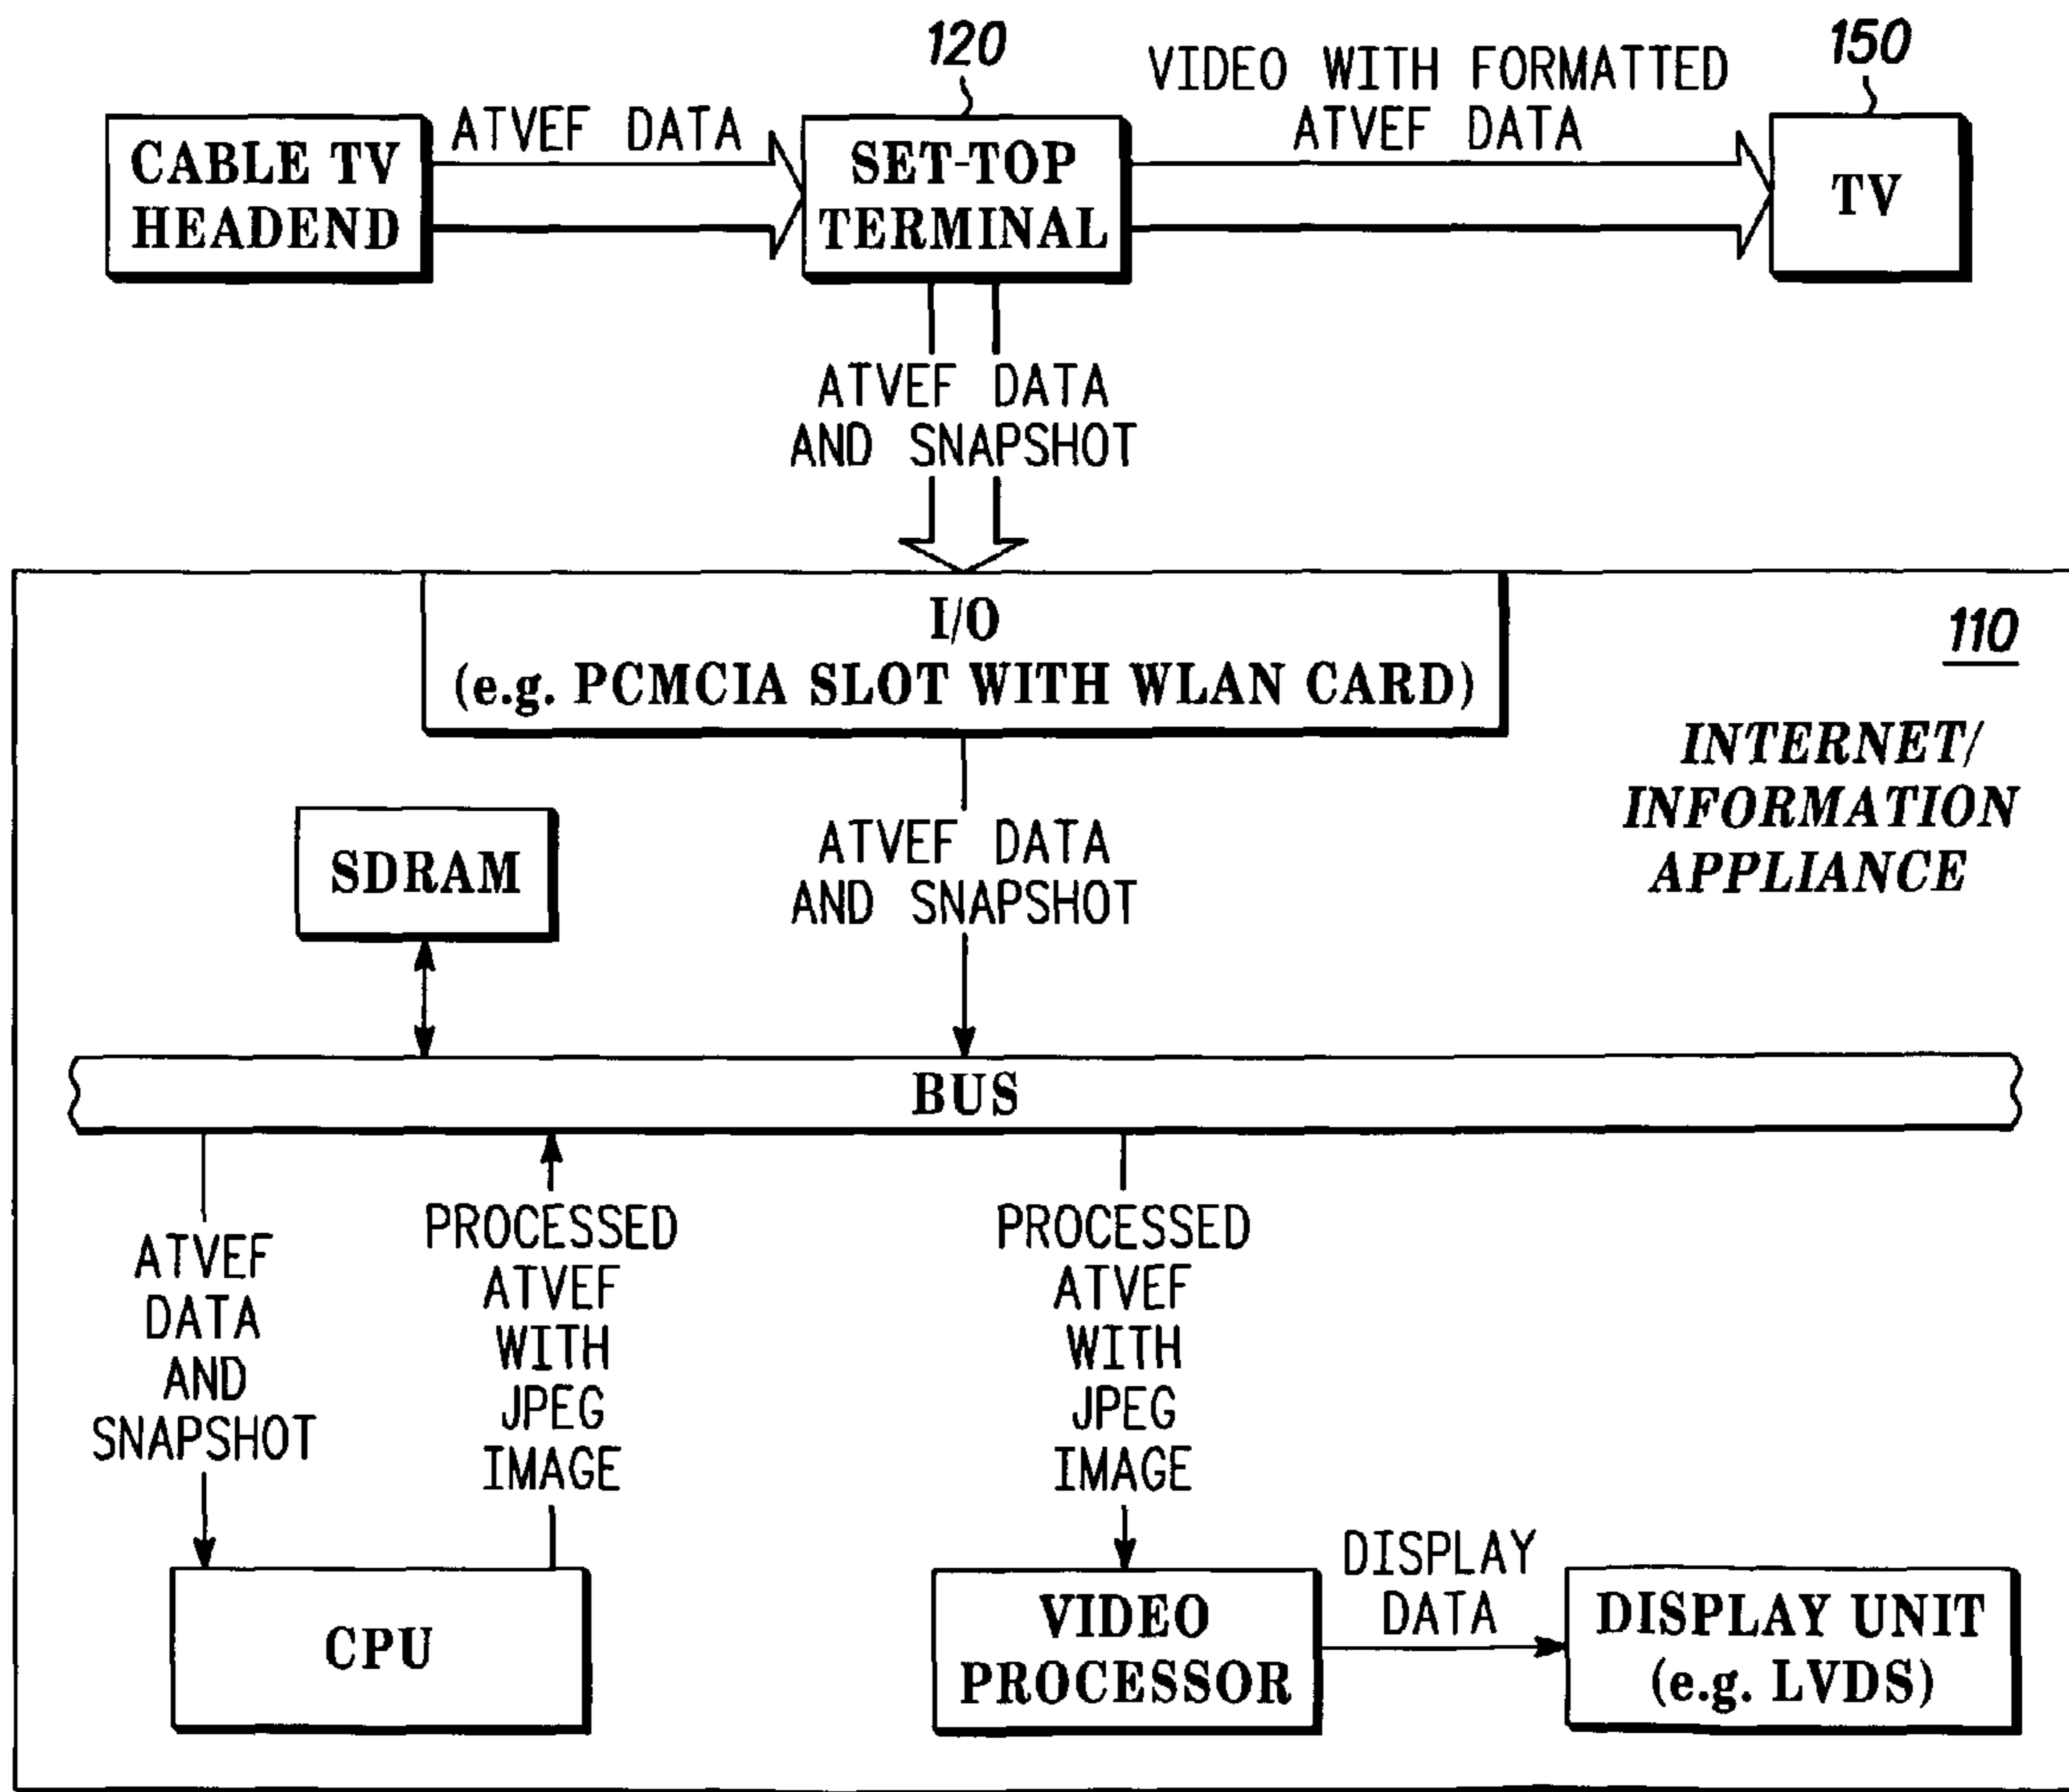 120
VIDEO WITH FORMATTED
ATVEF DATA
150
CABLE TV
HEADEND
ATVEF DATA
SET-TOP
TERMINAL
TV
ATVEF DATA
AND SNAPSHOT
I/O
(e.g. PCMCIA SLOT WITH WLAN CARD)
110
INTERNET/
INFORMATION
APPLIANCE
SDRAM
ATVEF DATA
AND SNAPSHOT
BUS
ATVEF
DATA
AND
SNAPSHOT
PROCESSED
ATVEF
WITH
JPEG
IMAGE
PROCESSED
ATVEF
WITH
JPEG
IMAGE
CPU
VIDEO
PROCESSOR
DISPLAY
DATA
DISPLAY UNIT
(e.g. LVDS)